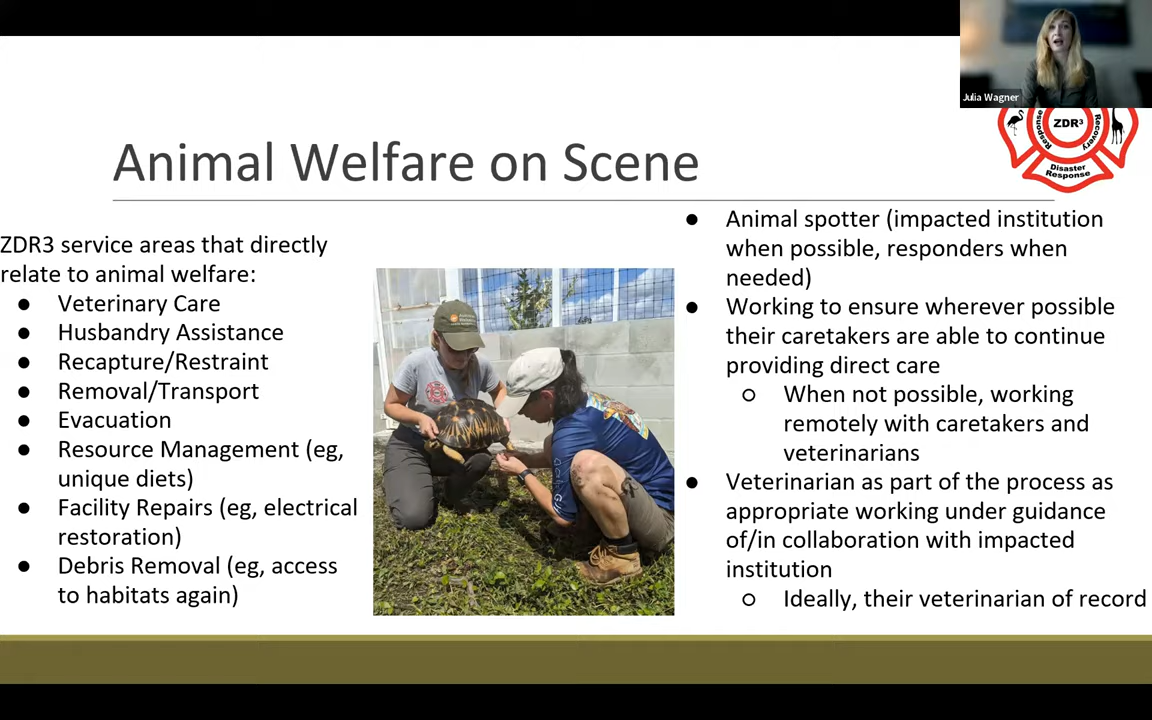 Julia Wagner
Response
ZDR³
Recovery
Disaster
Response
Animal Welfare on Scene
ZDR3 service areas that directly
relate to animal welfare:
● Veterinary Care
● Husbandry Assistance
● Recapture/Restraint
● Removal/Transport
● Evacuation
● Resource Management (eg,
unique diets)
● Facility Repairs (eg, electrical
restoration)
● Debris Removal (eg, access
to habitats again)
● Animal spotter (impacted institution
when possible, responders when
needed)
● Working to ensure wherever possible
their caretakers are able to continue
providing direct care
○ When not possible, working
remotely with caretakers and
veterinarians
● Veterinarian as part of the process as
appropriate working under guidance
of/in collaboration with impacted
institution
○ Ideally, their veterinarian of record